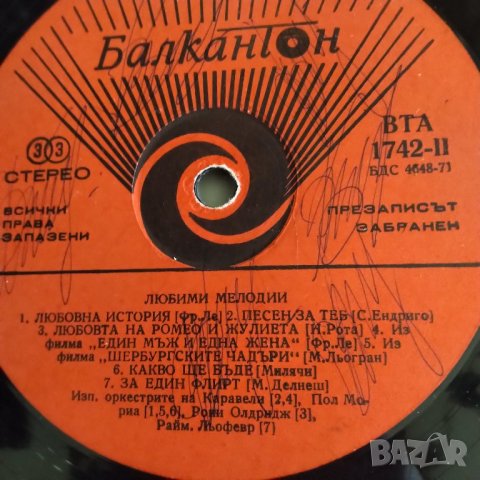 Балкантон
33
СТЕРЕО
ВСИЧКИ
ПРАВА
ЗАПАЗЕНИ
ВТА
1742-II
БДС 4648-71
ПРЕЗАПИСЪТ
ЗАБРАНЕН
ЛЮБИМИ МЕЛОДИИ
1. ЛЮБОВНА ИСТОРИЯ [Фр.Ле] 2. ПЕСЕН ЗА ТЕБ [С.Ендриго]
3. ЛЮБОВТА НА РОМЕО И ЖУЛИЕТА [Н.Рота] 4. Из
филма „ЕДИН МЪЖ И ЕДНА ЖЕНА" [Фр.Ле] 5. Из
филма „ШЕРБУРГСКИТЕ ЧАДЪРИ" [М.Льогран]
6. КАКВО ЩЕ БЪДЕ [Милячи]
7. ЗА ЕДИН ФЛИРТ [М. Делпеш]
Изп. оркестрите на Каравели [2,4], Пол Мо-
риа [1,5,6], Рони Олдридж [3],
Райм. Льофевр [7]
BAZAR